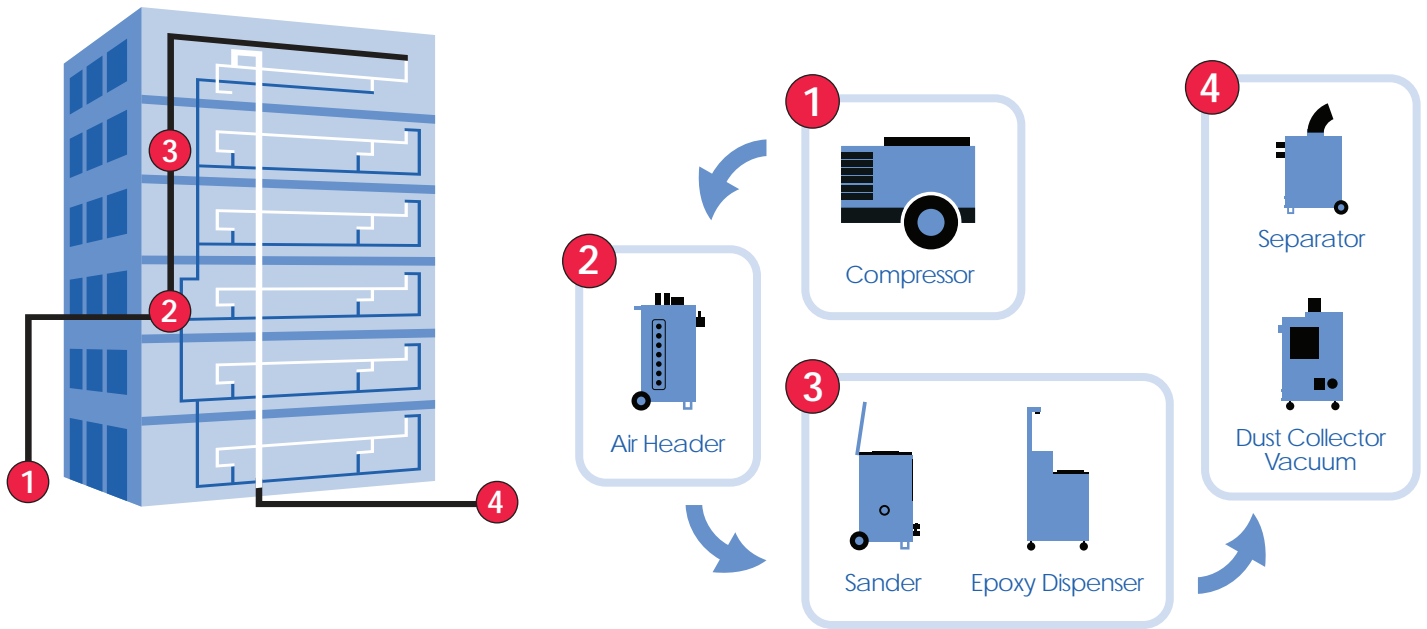 3
2
1
4
1
Compressor
2
Air Header
3
Sander
Epoxy Dispenser
4
Separator
Dust Collector
Vacuum